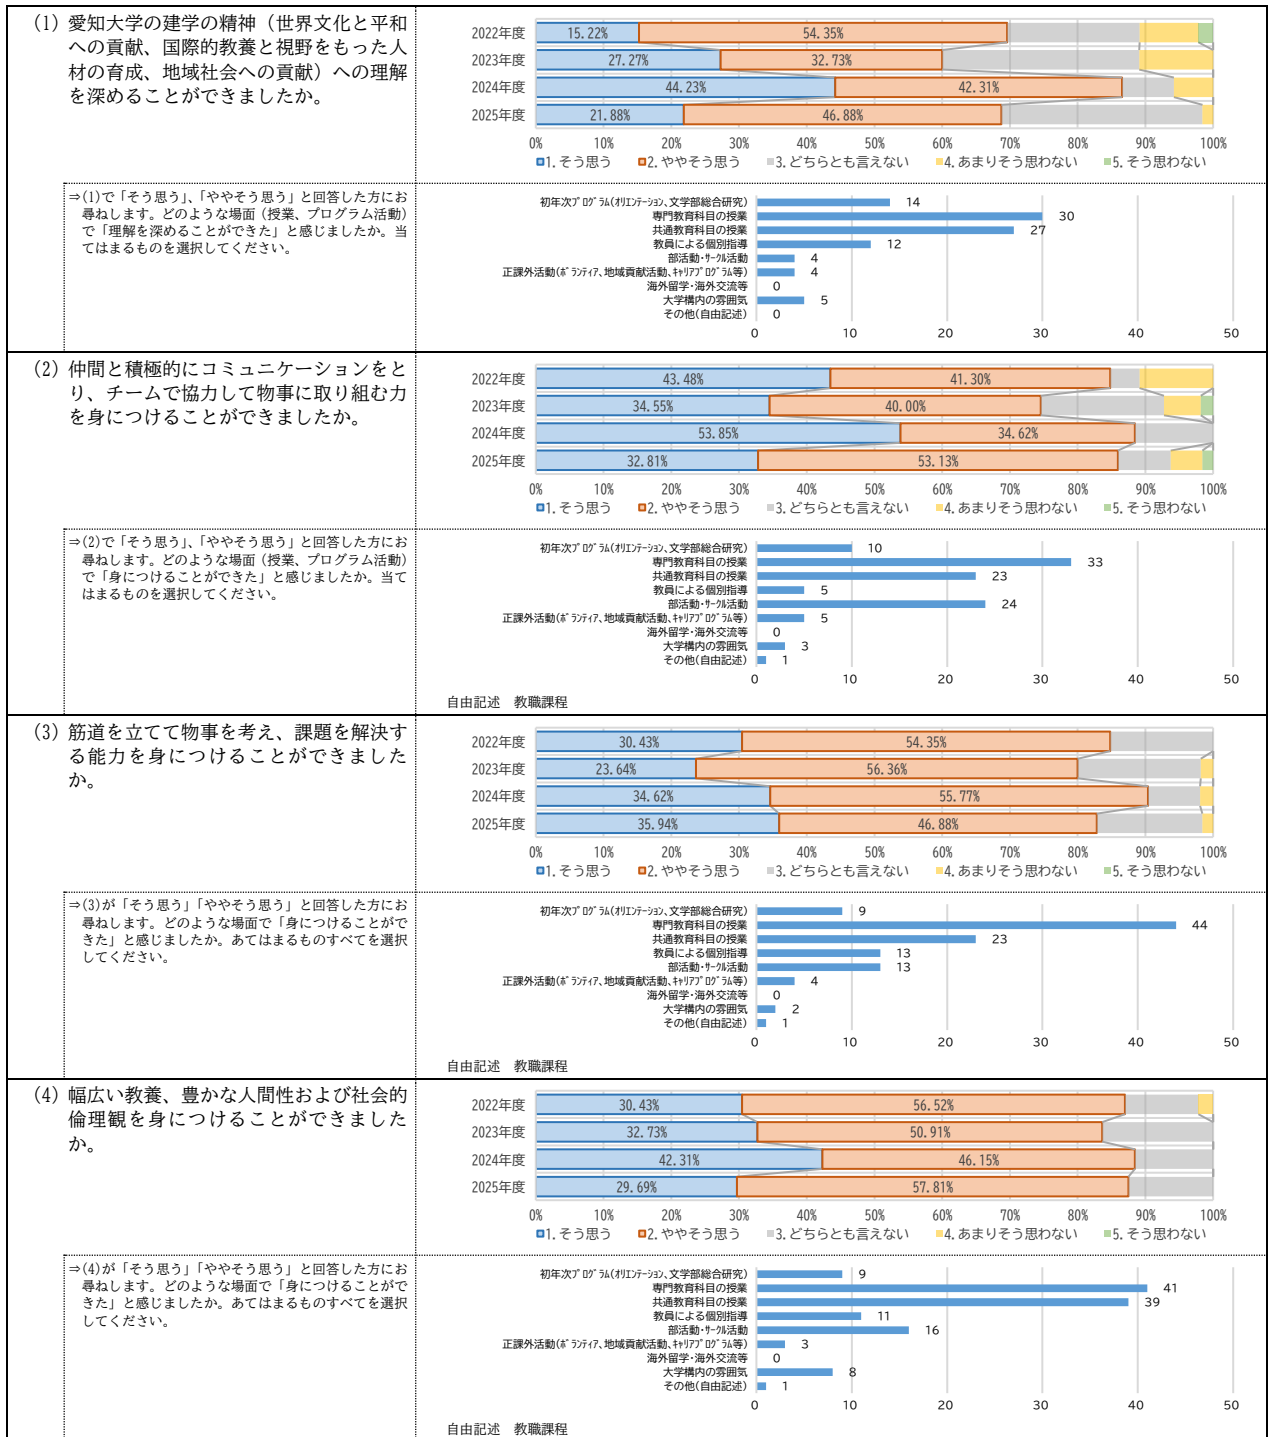 (1) 愛知大学の建学の精神（世界文化と平和
への貢献、国際的教養と視野をもった人
材の育成、地域社会への貢献）への理解
を深めることができましたか。
2022年度 15.22% 54.35%
2023年度 27.27% 32.73%
2024年度 44.23% 42.31%
2025年度 21.88% 46.88%
0% 10% 20% 30% 40% 50% 60% 70% 80% 90% 100%
1.そう思う 2.ややそう思う 3.どちらとも言えない 4.あまりそう思わない 5.そう思わない
⇒(1)で「そう思う」、「ややそう思う」と回答した方にお
尋ねします。どのような場面（授業、プログラム活動）
で「理解を深めることができた」と感じましたか。当
てはまるものを選択してください。
初年次ﾌﾟﾛｸﾞﾗﾑ(ｵﾘｴﾝﾃｰｼｮﾝ、文学部総合研究) 14
専門教育科目の授業 30
共通教育科目の授業 27
教員による個別指導 12
部活動･ｻｰｸﾙ活動 4
正課外活動(ﾎﾞﾗﾝﾃｨｱ、地域貢献活動、ｷｬﾘｱﾌﾟﾛｸﾞﾗﾑ等) 4
海外留学･海外交流等 0
大学構内の雰囲気 5
その他(自由記述) 0
0 10 20 30 40 50
(2) 仲間と積極的にコミュニケーションをと
り、チームで協力して物事に取り組む力
を身につけることができましたか。
2022年度 43.48% 41.30%
2023年度 34.55% 40.00%
2024年度 53.85% 34.62%
2025年度 32.81% 53.13%
0% 10% 20% 30% 40% 50% 60% 70% 80% 90% 100%
1.そう思う 2.ややそう思う 3.どちらとも言えない 4.あまりそう思わない 5.そう思わない
⇒(2)で「そう思う」、「ややそう思う」と回答した方にお
尋ねします。どのような場面（授業、プログラム活動）
で「身につけることができた」と感じましたか。当て
はまるものを選択してください。
初年次ﾌﾟﾛｸﾞﾗﾑ(ｵﾘｴﾝﾃｰｼｮﾝ、文学部総合研究) 10
専門教育科目の授業 33
共通教育科目の授業 23
教員による個別指導 5
部活動･ｻｰｸﾙ活動 24
正課外活動(ﾎﾞﾗﾝﾃｨｱ、地域貢献活動、ｷｬﾘｱﾌﾟﾛｸﾞﾗﾑ等) 5
海外留学･海外交流等 0
大学構内の雰囲気 3
その他(自由記述) 1
0 10 20 30 40 50
自由記述 教職課程
(3) 筋道を立てて物事を考え、課題を解決す
る能力を身につけることができました
か。
2022年度 30.43% 54.35%
2023年度 23.64% 56.36%
2024年度 34.62% 55.77%
2025年度 35.94% 46.88%
0% 10% 20% 30% 40% 50% 60% 70% 80% 90% 100%
1.そう思う 2.ややそう思う 3.どちらとも言えない 4.あまりそう思わない 5.そう思わない
⇒(3)が「そう思う」「ややそう思う」と回答した方にお
尋ねします。どのような場面で「身につけることがで
きた」と感じましたか。あてはまるものすべてを選択
してください。
初年次ﾌﾟﾛｸﾞﾗﾑ(ｵﾘｴﾝﾃｰｼｮﾝ、文学部総合研究) 9
専門教育科目の授業 44
共通教育科目の授業 23
教員による個別指導 13
部活動･ｻｰｸﾙ活動 13
正課外活動(ﾎﾞﾗﾝﾃｨｱ、地域貢献活動、ｷｬﾘｱﾌﾟﾛｸﾞﾗﾑ等) 4
海外留学･海外交流等 0
大学構内の雰囲気 2
その他(自由記述) 1
0 10 20 30 40 50
自由記述 教職課程
(4) 幅広い教養、豊かな人間性および社会的
倫理観を身につけることができました
か。
2022年度 30.43% 56.52%
2023年度 32.73% 50.91%
2024年度 42.31% 46.15%
2025年度 29.69% 57.81%
0% 10% 20% 30% 40% 50% 60% 70% 80% 90% 100%
1.そう思う 2.ややそう思う 3.どちらとも言えない 4.あまりそう思わない 5.そう思わない
⇒(4)が「そう思う」「ややそう思う」と回答した方にお
尋ねします。どのような場面で「身につけることがで
きた」と感じましたか。あてはまるものすべてを選択
してください。
初年次ﾌﾟﾛｸﾞﾗﾑ(ｵﾘｴﾝﾃｰｼｮﾝ、文学部総合研究) 9
専門教育科目の授業 41
共通教育科目の授業 39
教員による個別指導 11
部活動･ｻｰｸﾙ活動 16
正課外活動(ﾎﾞﾗﾝﾃｨｱ、地域貢献活動、ｷｬﾘｱﾌﾟﾛｸﾞﾗﾑ等) 3
海外留学･海外交流等 0
大学構内の雰囲気 8
その他(自由記述) 1
0 10 20 30 40 50
自由記述 教職課程